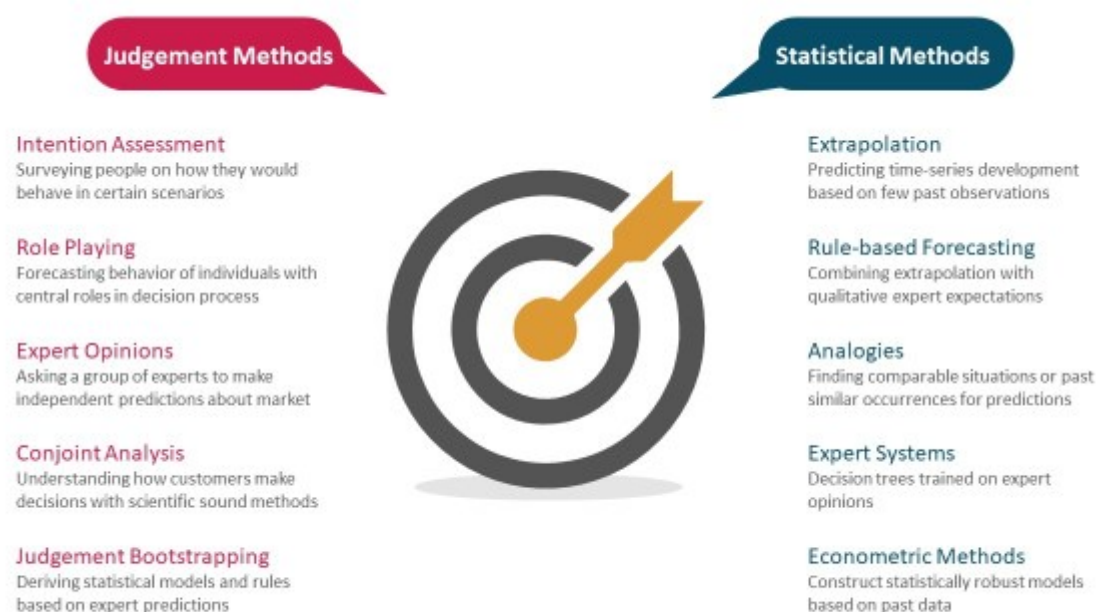 Judgement Methods
Intention Assessment
Surveying people on how they would
behave in certain scenarios
Role Playing
Forecasting behavior of individuals with
central roles in decision process
Expert Opinions
Asking a group of experts to make
independent predictions about market
Conjoint Analysis
Understanding how customers make
decisions with scientific sound methods
Judgement Bootstrapping
Deriving statistical models and rules
based on expert predictions
Statistical Methods
Extrapolation
Predicting time-series development
based on few past observations
Rule-based Forecasting
Combining extrapolation with
qualitative expert expectations
Analogies
Finding comparable situations or past
similar occurrences for predictions
Expert Systems
Decision trees trained on expert
opinions
Econometric Methods
Construct statistically robust models
based on past data